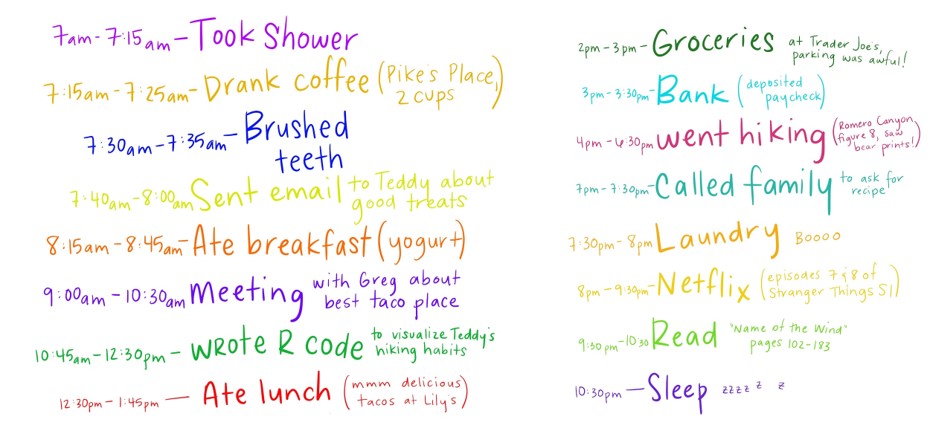 7am - 7:15am - Took Shower
7:15am - 7:25am - Drank coffee (Pikes Place,
2 cups)
7:30am - 7:35am - Brushed
teeth
7:40am - 8:00am Sent email to Teddy about
good treats
8:15am - 8:45am - Ate breakfast (yogurt)
9:00am - 10:30am Meeting with Greg about
best taco place
10:45am - 12:30pm - wrote R code to visualize Teddy's
hiking habits
12:30pm - 1:45pm - Ate lunch (mmm delicious
tacos at Lily's)
2pm - 3pm - Groceries at Trader Joes,
parking was awful!
3pm - 3:30pm - Bank (deposited
paycheck)
4pm - 6:30pm went hiking (Romero Canyon,
figure 8, saw
bear prints!)
7pm - 7:30pm - Called family to ask for
recipe
7:30pm - 8pm - Laundry Boooo
8pm - 9:30pm - Netflix (episodes 7 & 8 of
Stranger Things S1)
9:30pm - 10:30 Read "Name of the Wind"
pages 102-183
10:30pm - Sleep zzzz z z